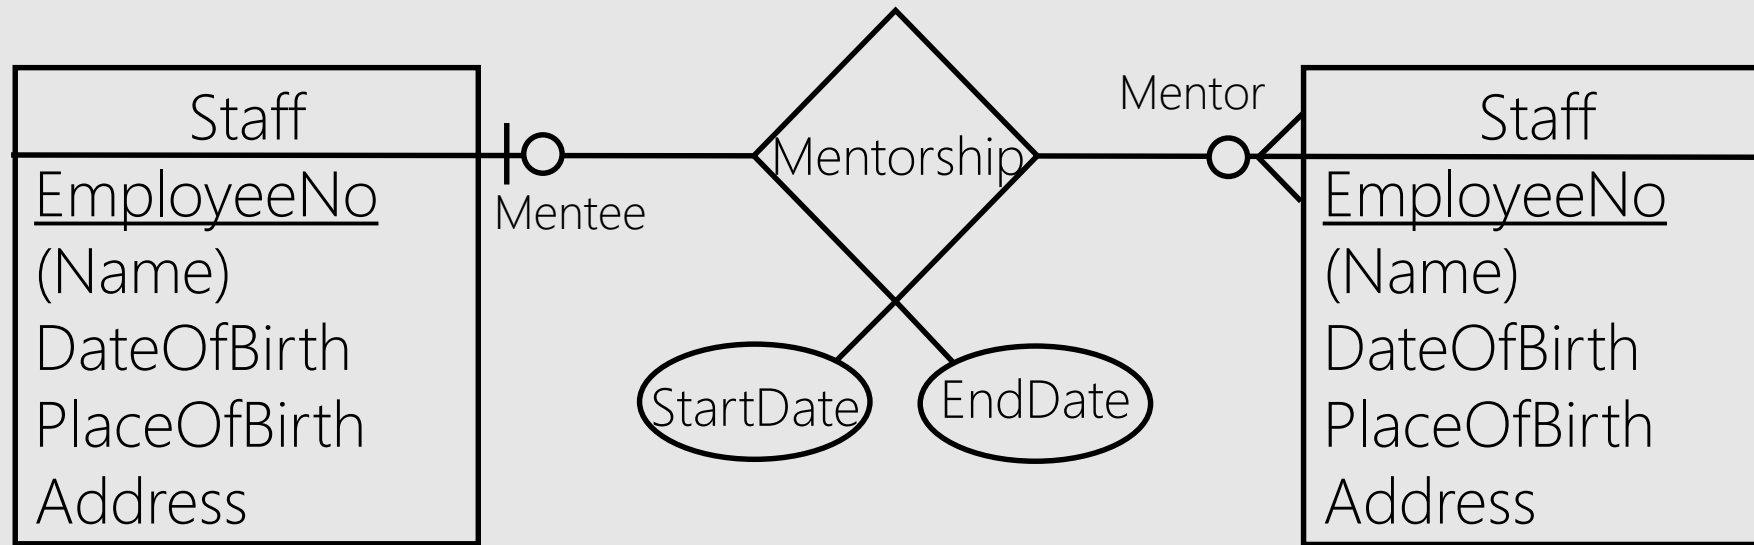 Staff
EmployeeNo
(Name)
DateOfBirth
PlaceOfBirth
Address
Mentee
Mentorship
StartDate
EndDate
Mentor
Staff
EmployeeNo
(Name)
DateOfBirth
PlaceOfBirth
Address